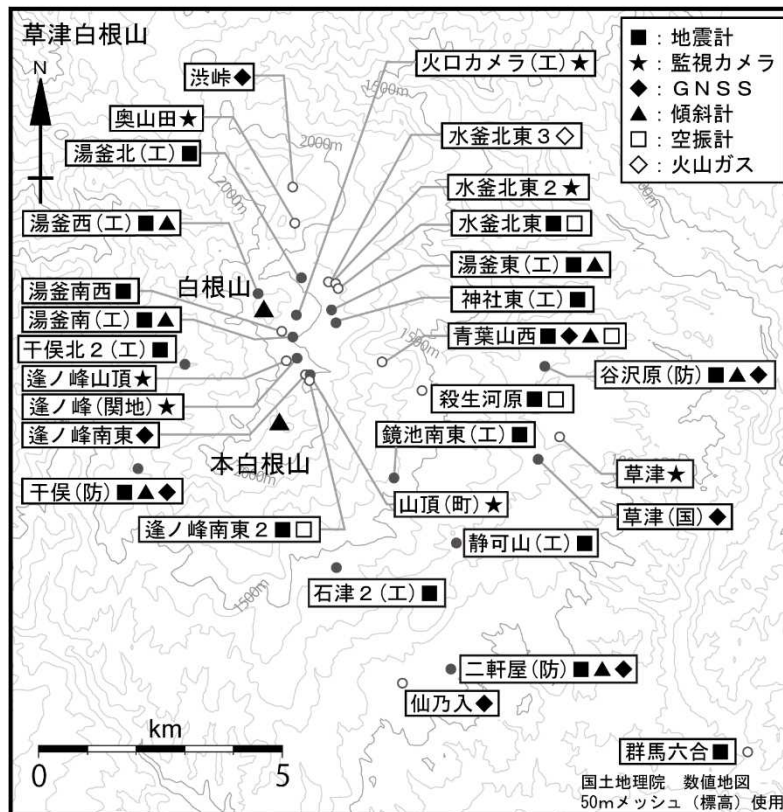 草津白根山
N
■：地震計
★：監視カメラ
◆：GNSS
▲：傾斜計
□：空振計
◇：火山ガス
渋峠◆
火口カメラ(工)★
奥山田★
湯釜北(工)■
水釜北東3◇
水釜北東2★
湯釜西(工)■▲
水釜北東■□
白根山
湯釜東(工)■▲
湯釜南西■
神社東(工)■
湯釜南(工)■▲
青葉山西■◆▲□
干俣北2(工)■
谷沢原(防)■▲◆
逢ノ峰山頂★
殺生河原■□
逢ノ峰(関地)★
逢ノ峰南東◆
鏡池南東(工)■
本白根山
草津★
干俣(防)■▲◆
山頂(町)★
草津(国)◆
逢ノ峰南東2■□
静可山(工)■
石津2(工)■
二軒屋(防)■▲◆
仙乃入◆
群馬六合■
1500m
2000m
2000m
1500m
2000m
1500m
km
0 5
国土地理院 数値地図
50mメッシュ（標高）使用